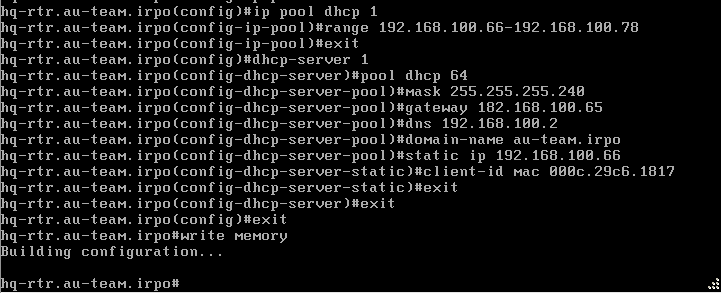 hq-rtr.au-team.irpo(config)#ip pool dhcp 1
hq-rtr.au-team.irpo(config-ip-pool)#range 192.168.100.66-192.168.100.78
hq-rtr.au-team.irpo(config-ip-pool)#exit
hq-rtr.au-team.irpo(config)#dhcp-server 1
hq-rtr.au-team.irpo(config-dhcp-server)#pool dhcp 64
hq-rtr.au-team.irpo(config-dhcp-server-pool)#mask 255.255.255.240
hq-rtr.au-team.irpo(config-dhcp-server-pool)#gateway 182.168.100.65
hq-rtr.au-team.irpo(config-dhcp-server-pool)#dns 192.168.100.2
hq-rtr.au-team.irpo(config-dhcp-server-pool)#domain-name au-team.irpo
hq-rtr.au-team.irpo(config-dhcp-server-pool)#static ip 192.168.100.66
hq-rtr.au-team.irpo(config-dhcp-server-static)#client-id mac 000c.29c6.1817
hq-rtr.au-team.irpo(config-dhcp-server-static)#exit
hq-rtr.au-team.irpo(config-dhcp-server)#exit
hq-rtr.au-team.irpo(config)#exit
hq-rtr.au-team.irpo#write memory
Building configuration...
hq-rtr.au-team.irpo#